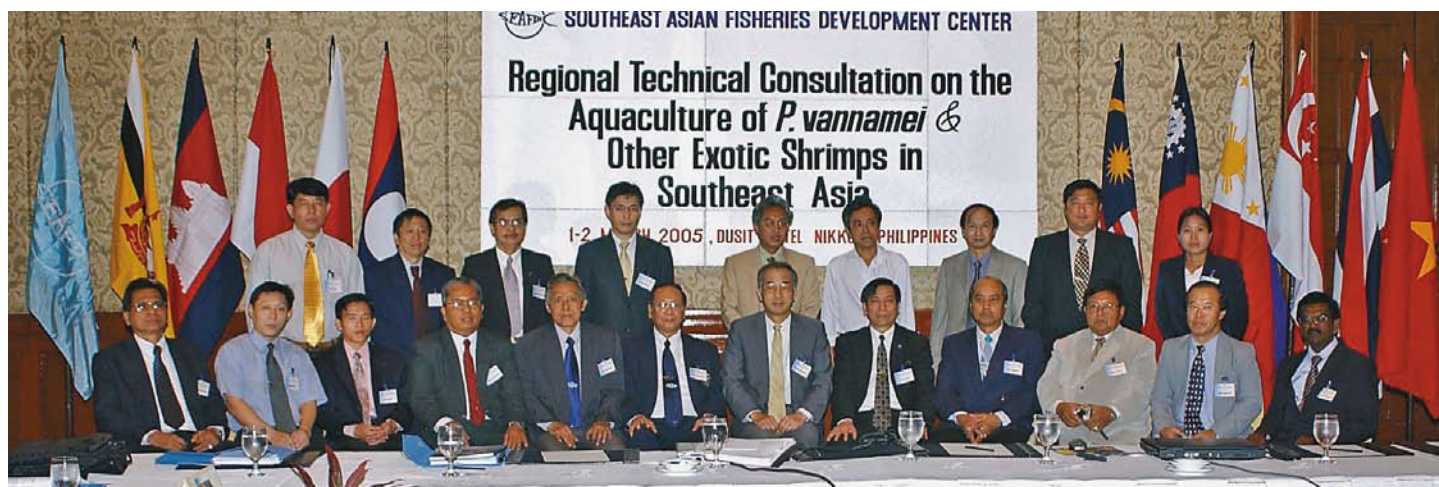 SOUTHEAST ASIAN FISHERIES DEVELOPMENT CENTER
Regional Technical Consultation on the
Aquaculture of P. vannamei &
Other Exotic Shrimps in
Southeast Asia
1-2 2005, DUSIT NIKKO PHILIPPINES